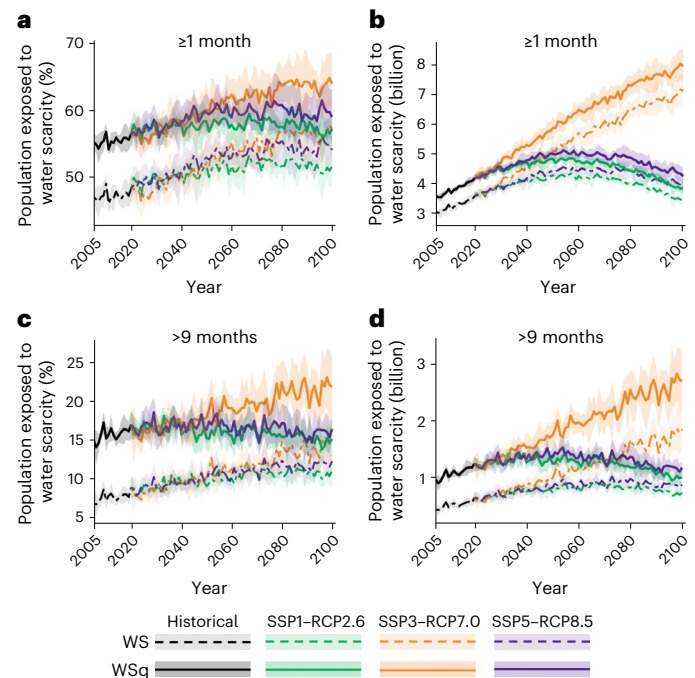 a
≥1 month
Population exposed to
water scarcity (%)
70
60
50
2005
2020
2040
2060
2080
2100
Year
b
≥1 month
Population exposed to
water scarcity (billion)
8
7
6
5
4
3
2005
2020
2040
2060
2080
2100
Year
c
>9 months
Population exposed to
water scarcity (%)
25
20
15
10
5
2005
2020
2040
2060
2080
2100
Year
d
>9 months
Population exposed to
water scarcity (billion)
3
2
1
2005
2020
2040
2060
2080
2100
Year
Historical SSP1–RCP2.6 SSP3–RCP7.0 SSP5–RCP8.5
WS
WSq